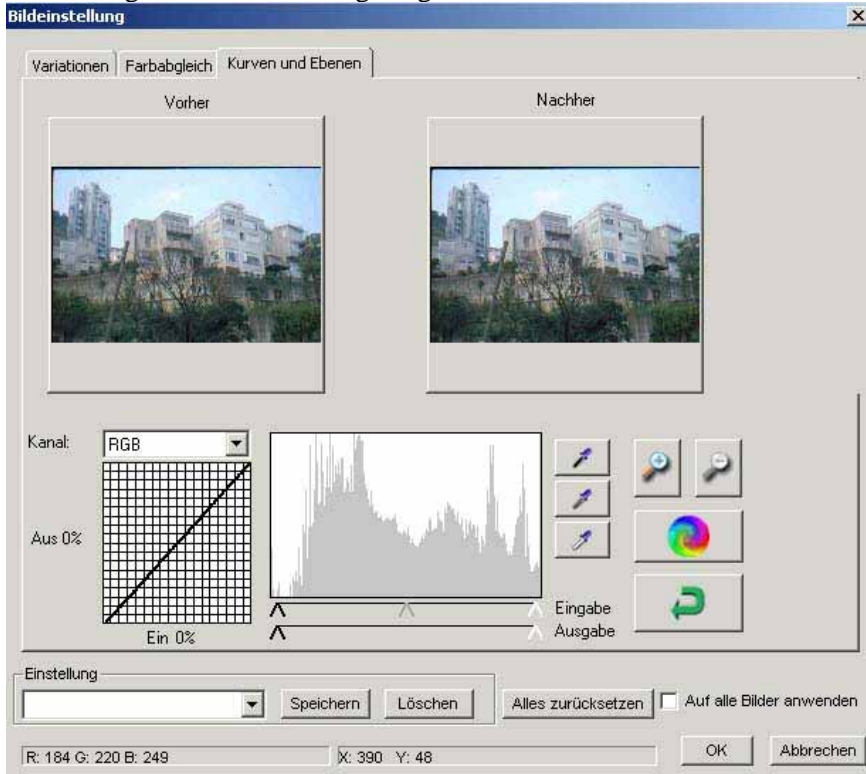 Bildeinstellung
Variationen Farbabgleich Kurven und Ebenen
Vorher Nachher
Kanal: RGB
Aus 0%
Ein 0%
Eingabe
Ausgabe
Einstellung
Speichern Löschen Alles zurücksetzen Auf alle Bilder anwenden
R: 184 G: 220 B: 249 X: 390 Y: 48 OK Abbrechen